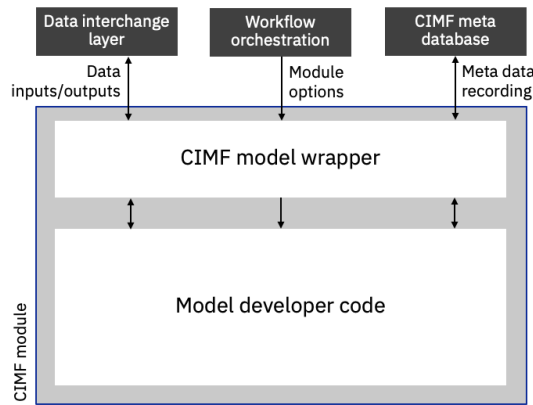 Data interchange
layer
Workflow
orchestration
CIMF meta
database
Data
inputs/outputs
Module
options
Meta data
recording
CIMF model wrapper
Model developer code
CIMF module